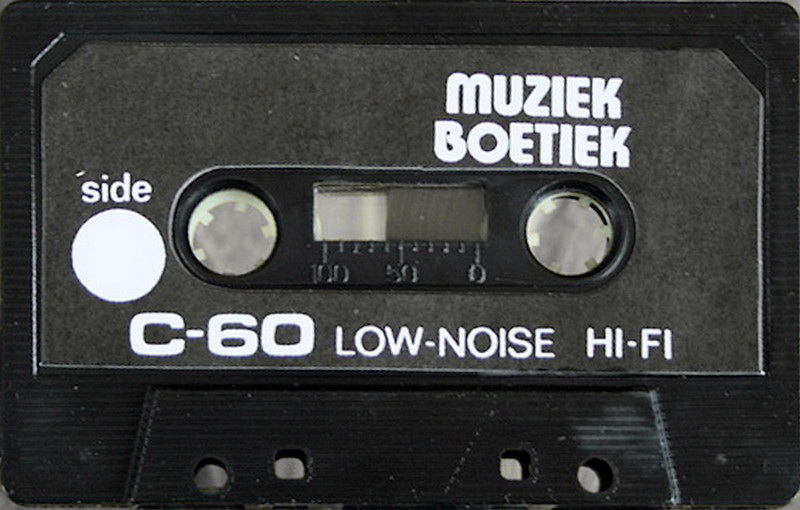 MUZIEK
BOETIEK
side
100 50 0
C-60 LOW-NOISE HI-FI